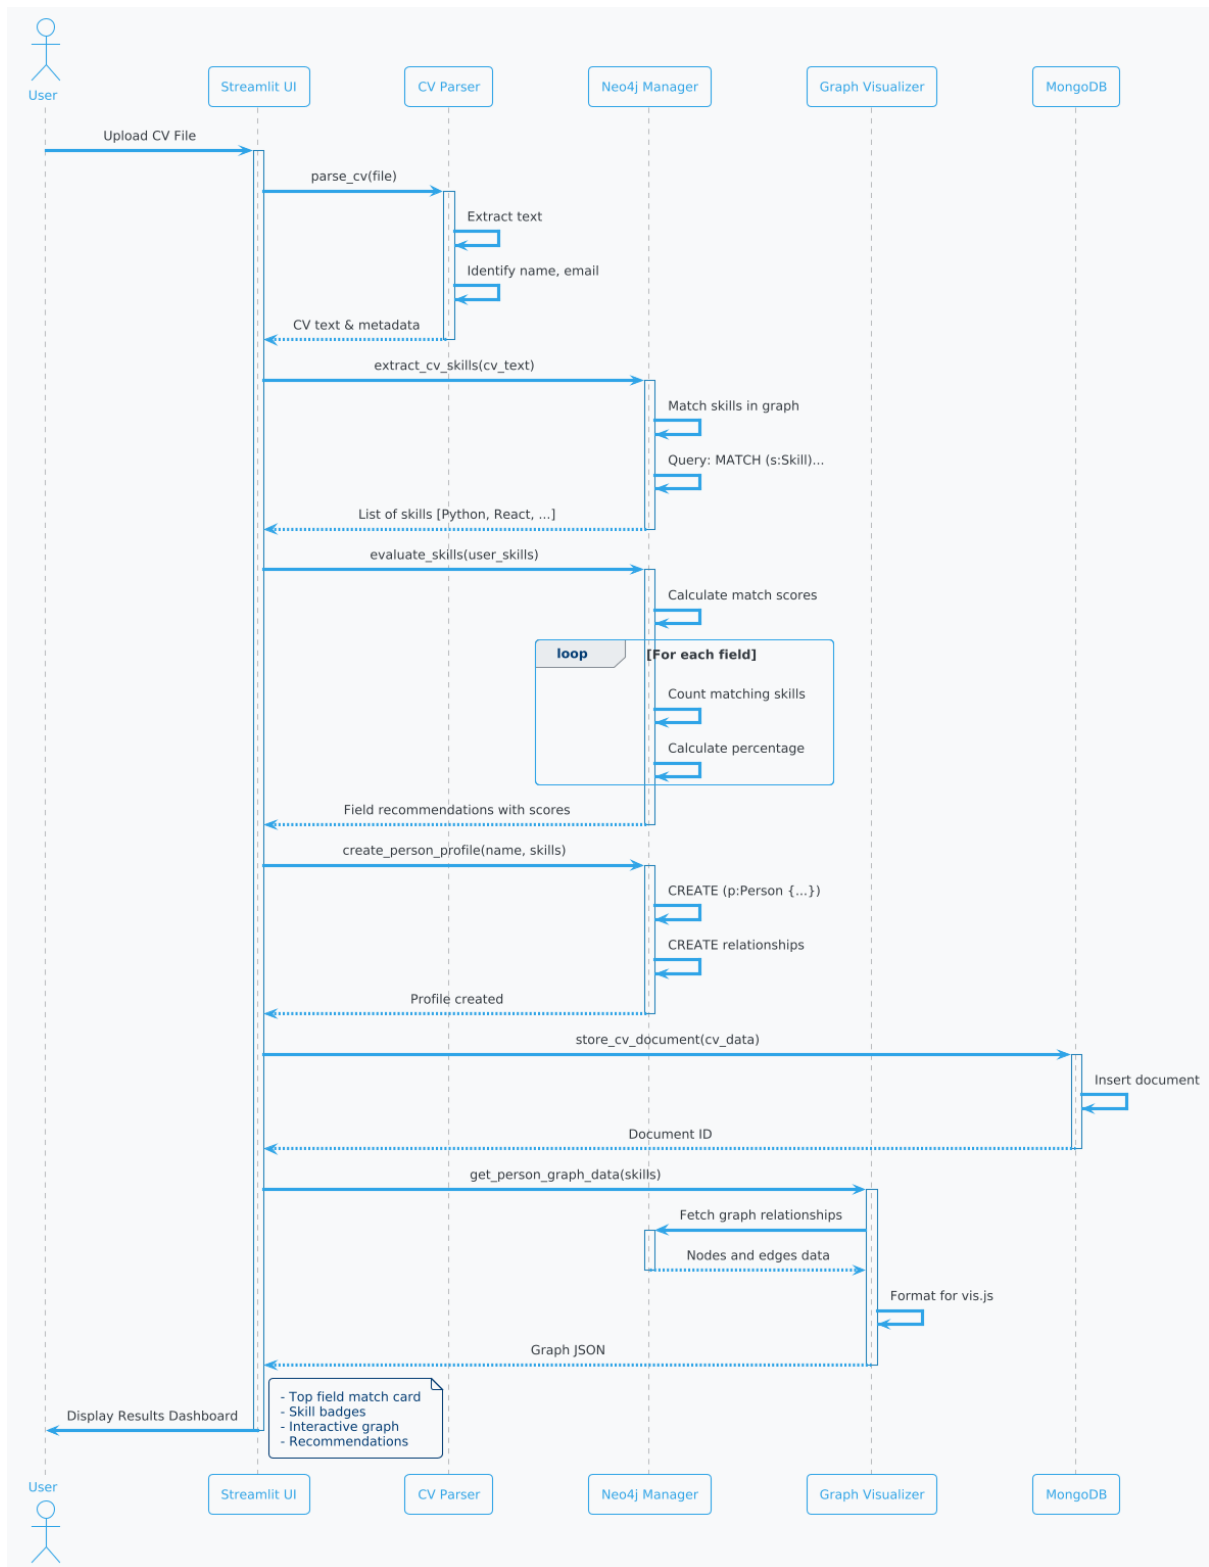 User
Streamlit UI
CV Parser
Neo4j Manager
Graph Visualizer
MongoDB
Upload CV File
parse_cv(file)
Extract text
Identify name, email
CV text & metadata
extract_cv_skills(cv_text)
Match skills in graph
Query: MATCH (s:Skill)...
List of skills [Python, React, ...]
evaluate_skills(user_skills)
Calculate match scores
loop
[For each field]
Count matching skills
Calculate percentage
Field recommendations with scores
create_person_profile(name, skills)
CREATE (p:Person {...})
CREATE relationships
Profile created
store_cv_document(cv_data)
Insert document
Document ID
get_person_graph_data(skills)
Fetch graph relationships
Nodes and edges data
Format for vis.js
Graph JSON
Display Results Dashboard
- Top field match card
- Skill badges
- Interactive graph
- Recommendations
User
Streamlit UI
CV Parser
Neo4j Manager
Graph Visualizer
MongoDB